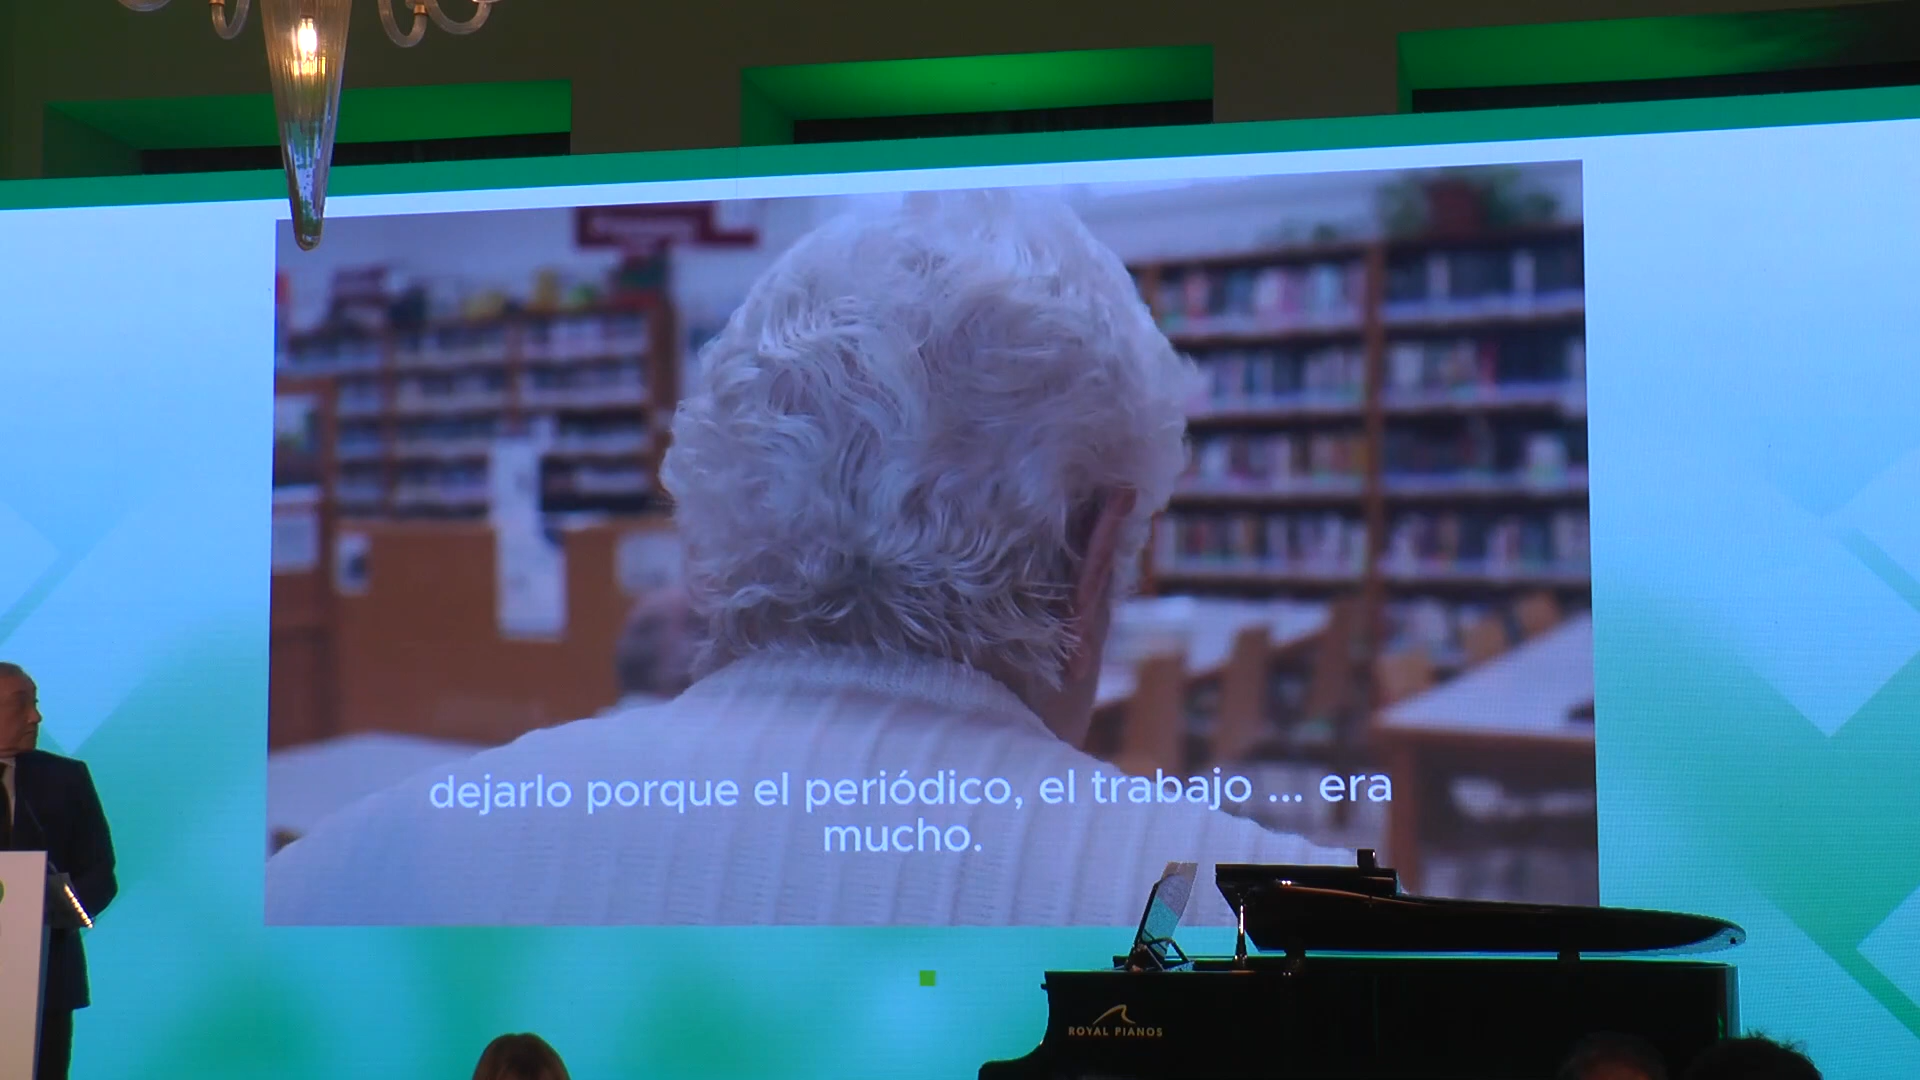 dejarlo porque el periódico, el trabajo ... era
mucho.
ROYAL PIANOS